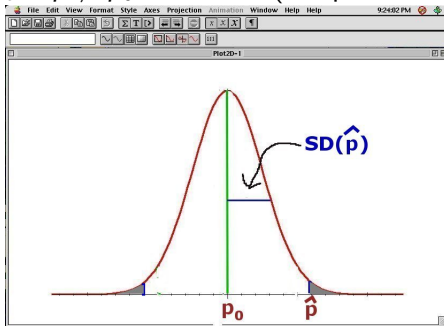 File Edit View Format Style Axes Projection Animation Window Help Help 9:24:02 PM
Σ T x x X ¶
Plot2D•1
SD(p̂)
p₀ p̂